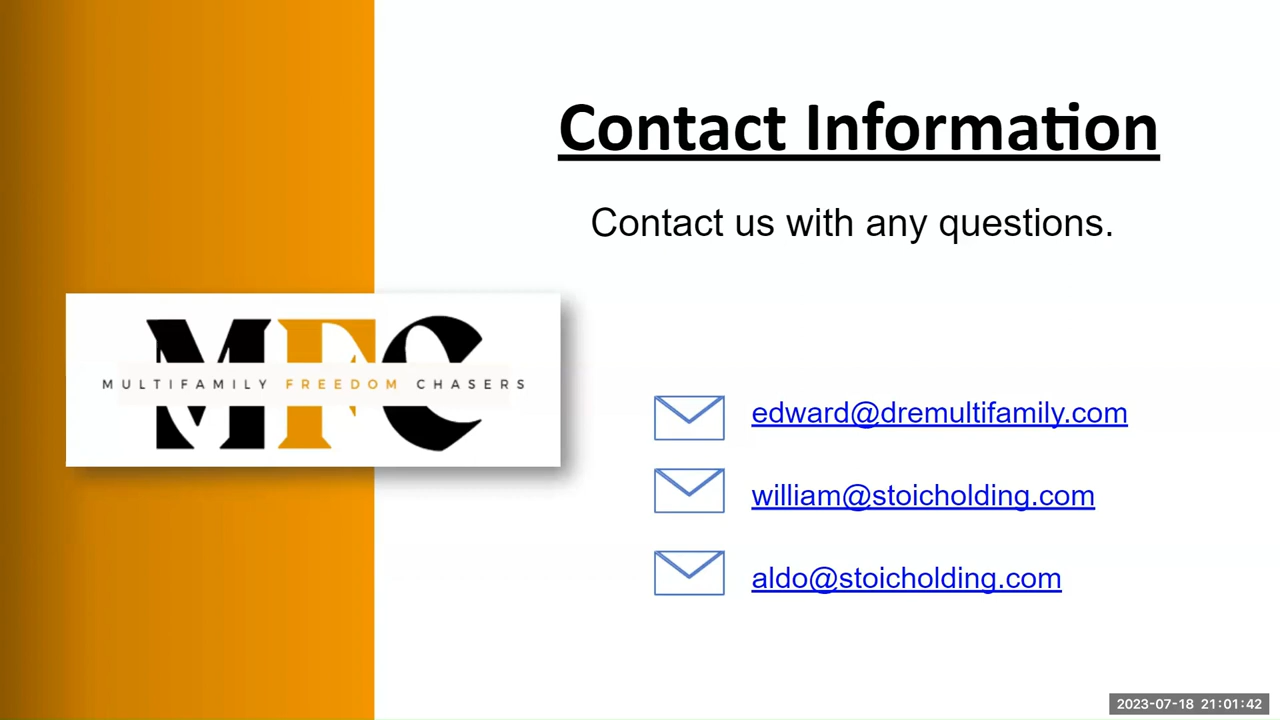 Contact Information
Contact us with any questions.
MFC
MULTIFAMILY FREEDOM CHASERS
edward@dremultifamily.com
william@stoicholding.com
aldo@stoicholding.com
2023-07-18 21:01:42